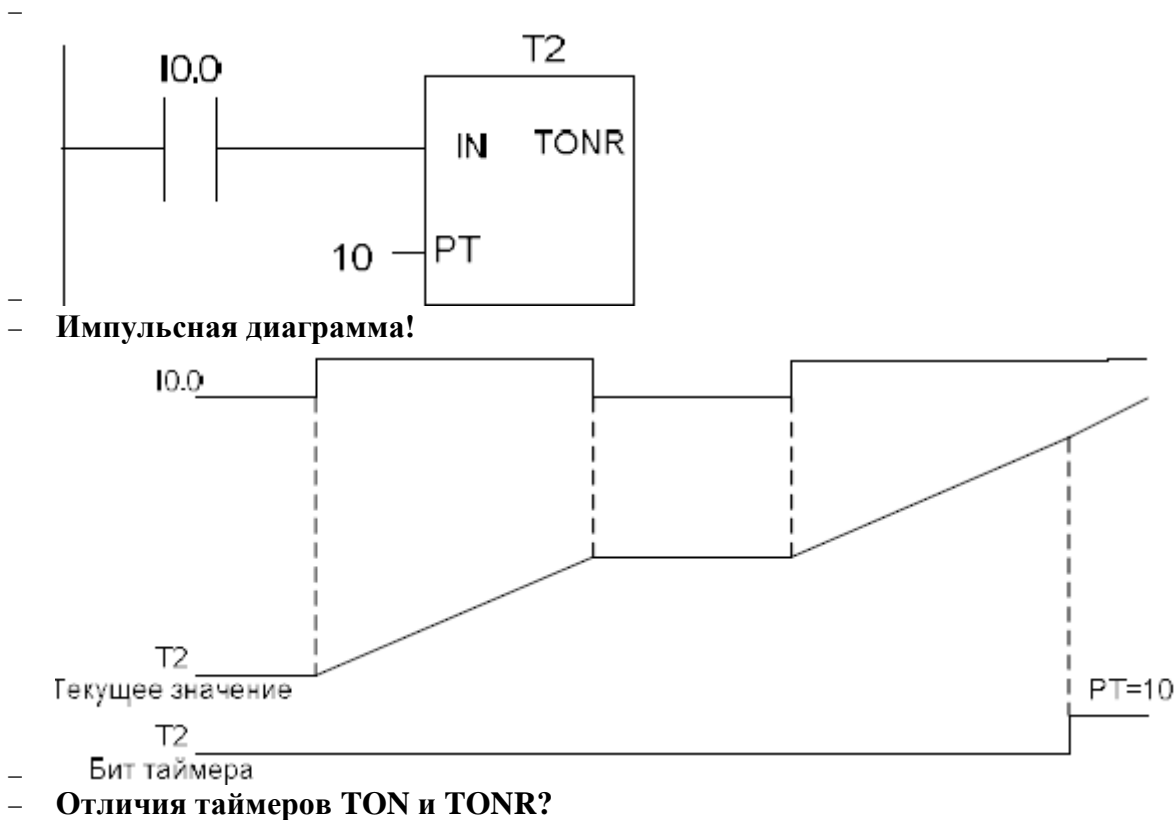 –
T2
I0.0
IN TONR
10 PT
–
– Импульсная диаграмма!
I0.0
T2
Текущее значение
PT=10
T2
– Бит таймера
– Отличия таймеров TON и TONR?